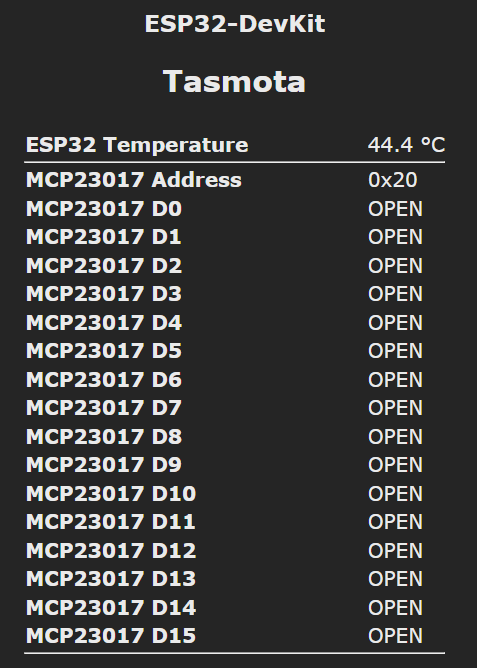 ESP32-DevKit
Tasmota
ESP32 Temperature 44.4 °C
MCP23017 Address 0x20
MCP23017 D0 OPEN
MCP23017 D1 OPEN
MCP23017 D2 OPEN
MCP23017 D3 OPEN
MCP23017 D4 OPEN
MCP23017 D5 OPEN
MCP23017 D6 OPEN
MCP23017 D7 OPEN
MCP23017 D8 OPEN
MCP23017 D9 OPEN
MCP23017 D10 OPEN
MCP23017 D11 OPEN
MCP23017 D12 OPEN
MCP23017 D13 OPEN
MCP23017 D14 OPEN
MCP23017 D15 OPEN